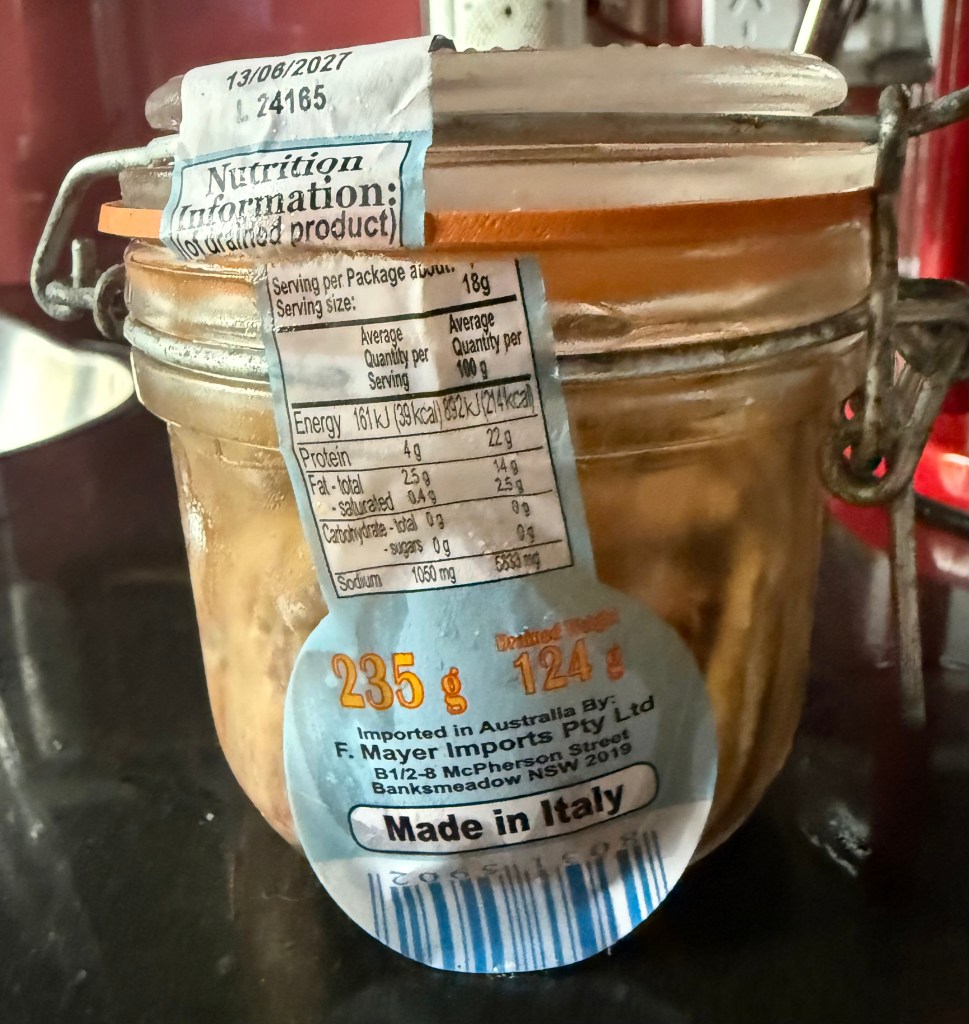 13/06/2027
L 24165
Nutrition
Information:
(for drained product)
Serving per Package about:
Serving size: 18g
Average Quantity per Serving
Average Quantity per 100 g
Energy 161 kJ (39 kcal) 892 kJ (214 kcal)
Protein 4 g 22 g
Fat - total 2.5 g 14 g
- saturated 0.4 g 2.5 g
Carbohydrate - total 0 g 0 g
- sugars 0 g 0 g
Sodium 1050 mg 5833 mg
235 g
Drained Weight
124 g
Imported in Australia By:
F. Mayer Imports Pty Ltd
B1/2-8 McPherson Street
Banksmeadow NSW 2019
Made in Italy